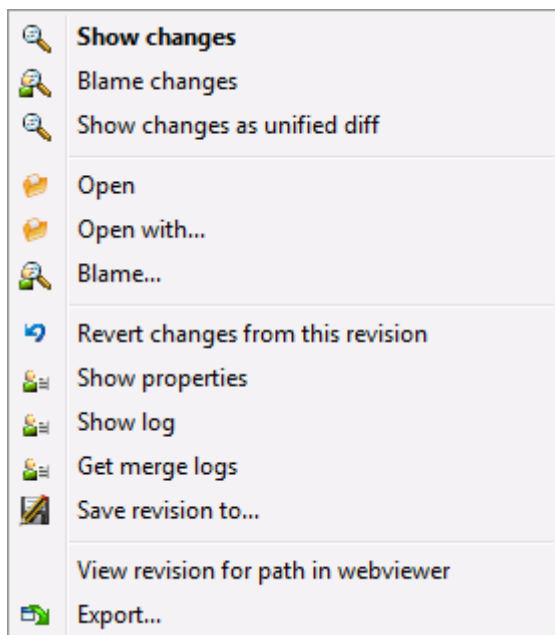 Show changes
Blame changes
Show changes as unified diff
Open
Open with...
Blame...
Revert changes from this revision
Show properties
Show log
Get merge logs
Save revision to...
View revision for path in webviewer
Export...